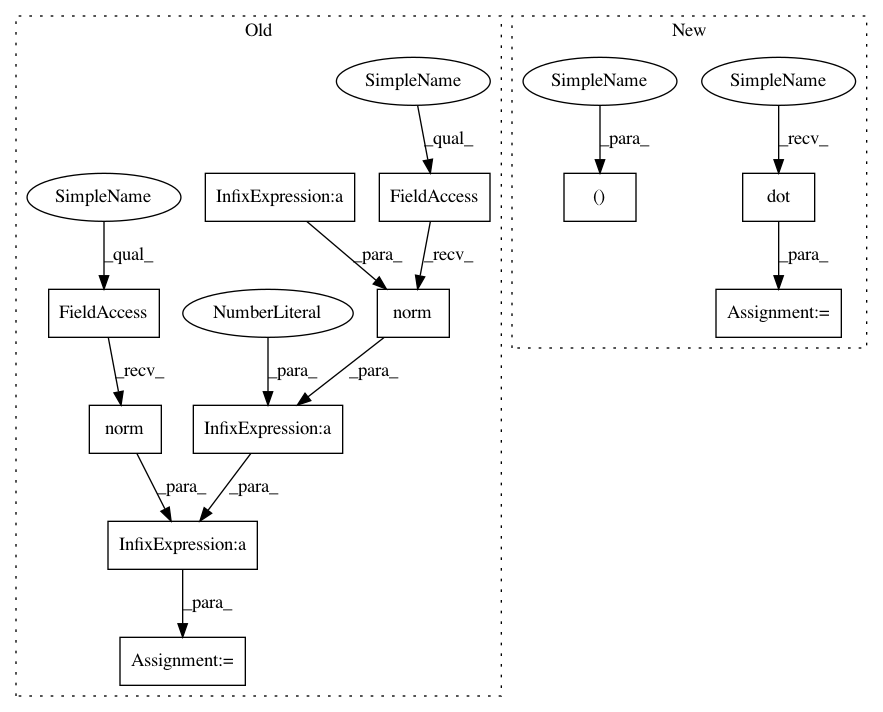 Old
New
SimpleName
SimpleName
SimpleName
_qual_
_para_
_recv_
SimpleName
InfixExpression:a
FieldAccess
()
dot
_qual_
_para_
_recv_
_para_
FieldAccess
NumberLiteral
norm
Assignment:=
_recv_
_para_
_para_
norm
InfixExpression:a
_para_
_para_
InfixExpression:a
_para_
Assignment:=